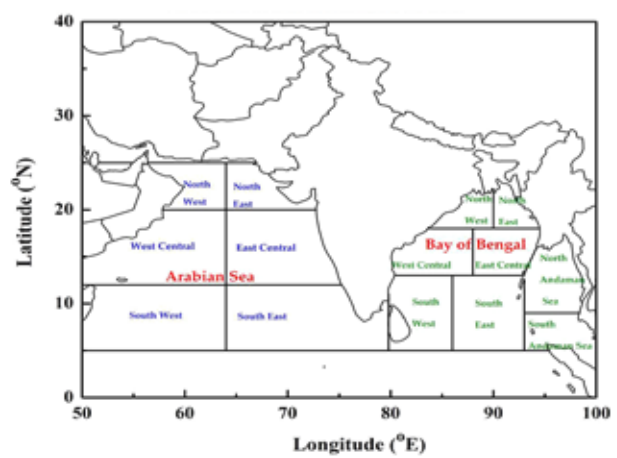 40
30
20
10
0
50
60
70
80
90
100
Latitude (⁰N)
Longitude (⁰E)
North
West
North
East
West Central
East Central
Arabian Sea
South West
South East
North
West
North
East
Bay of Bengal
West Central
East Central
North
Andaman
Sea
South
West
South
East
South
Andaman Sea